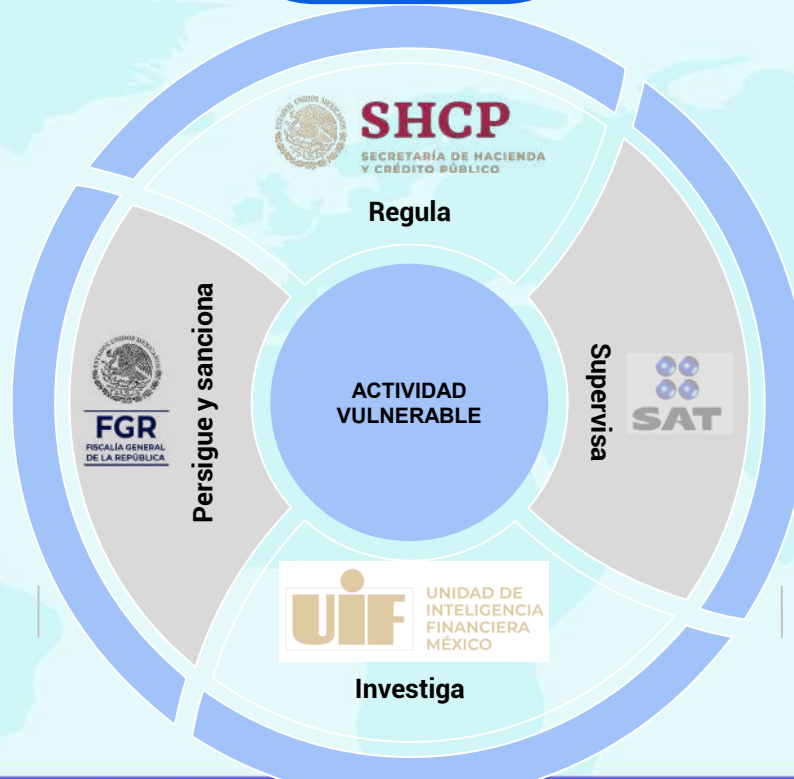 SHCP
SECRETARÍA DE HACIENDA
Y CRÉDITO PÚBLICO
Regula
Persigue y sanciona
FGR
FISCALÍA GENERAL
DE LA REPÚBLICA
ACTIVIDAD
VULNERABLE
Supervisa
SAT
UIF
UNIDAD DE
INTELIGENCIA
FINANCIERA
MÉXICO
Investiga